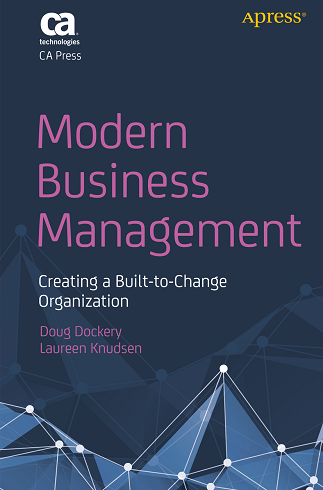 ca
technologies
CA Press
Apress®
Modern
Business
Management
Creating a Built-to-Change
Organization
Doug Dockery
Laureen Knudsen